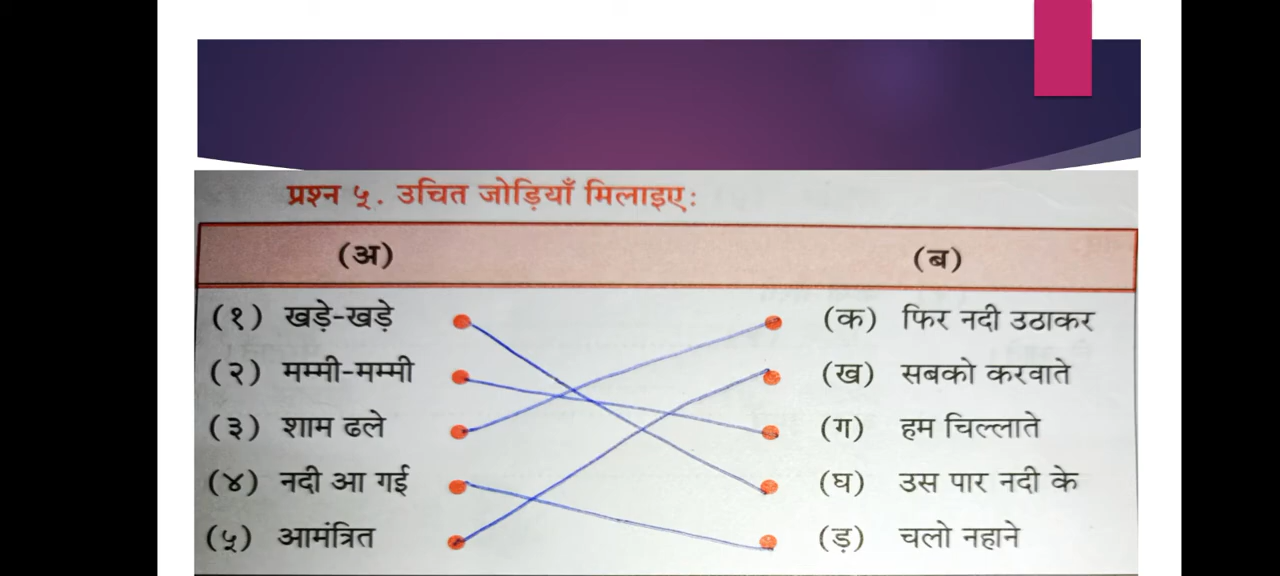 प्रश्न ५. उचित जोड़ियाँ मिलाइए:
(अ) (ब)
(१) खड़े-खड़े (क) फिर नदी उठाकर
(२) मम्मी-मम्मी (ख) सबको करवाते
(३) शाम ढले (ग) हम चिल्लाते
(४) नदी आ गई (घ) उस पार नदी के
(५) आमंत्रित (ड़) चलो नहाने